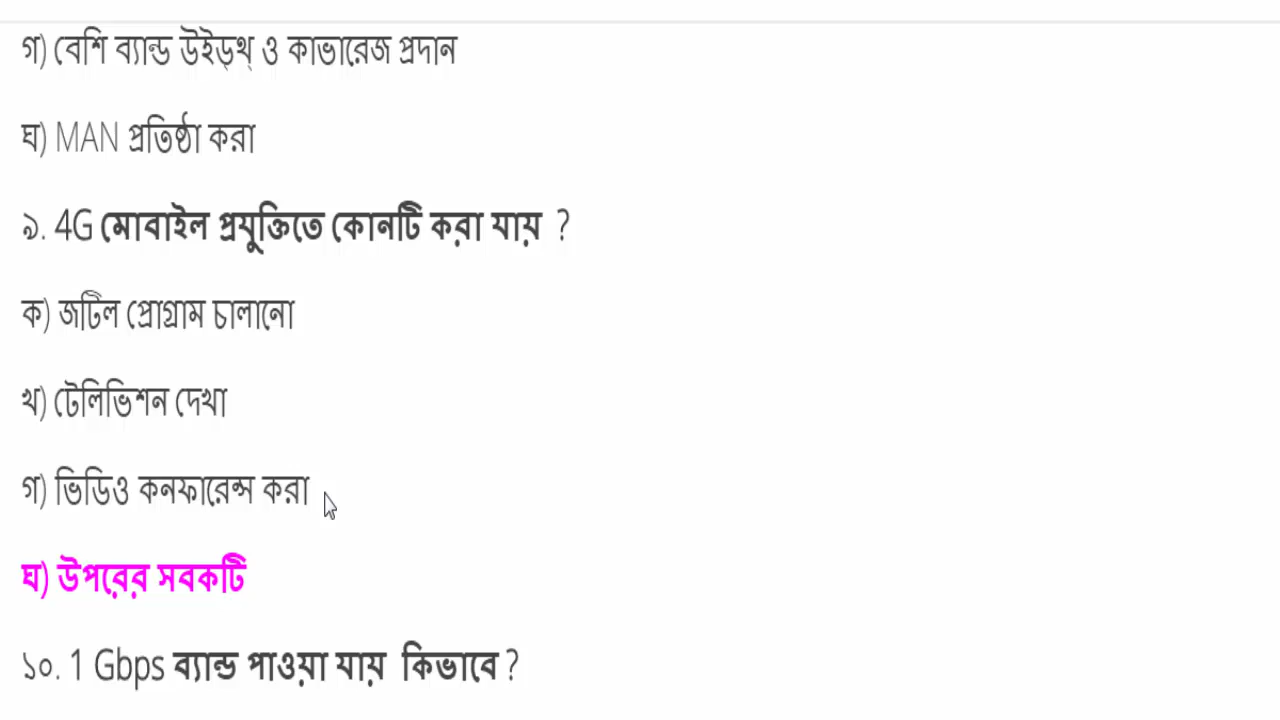 গ) বেশি ব্যান্ড উইড্থ্ ও কাভারেজ প্রদান
ঘ) MAN প্রতিষ্ঠা করা
৯. 4G মোবাইল প্রযুক্তিতে কোনটি করা যায় ?
ক) জটিল প্রোগ্রাম চালানো
খ) টেলিভিশন দেখা
গ) ভিডিও কনফারেন্স করা
ঘ) উপরের সবকটি
১০. 1 Gbps ব্যান্ড পাওয়া যায় কিভাবে ?